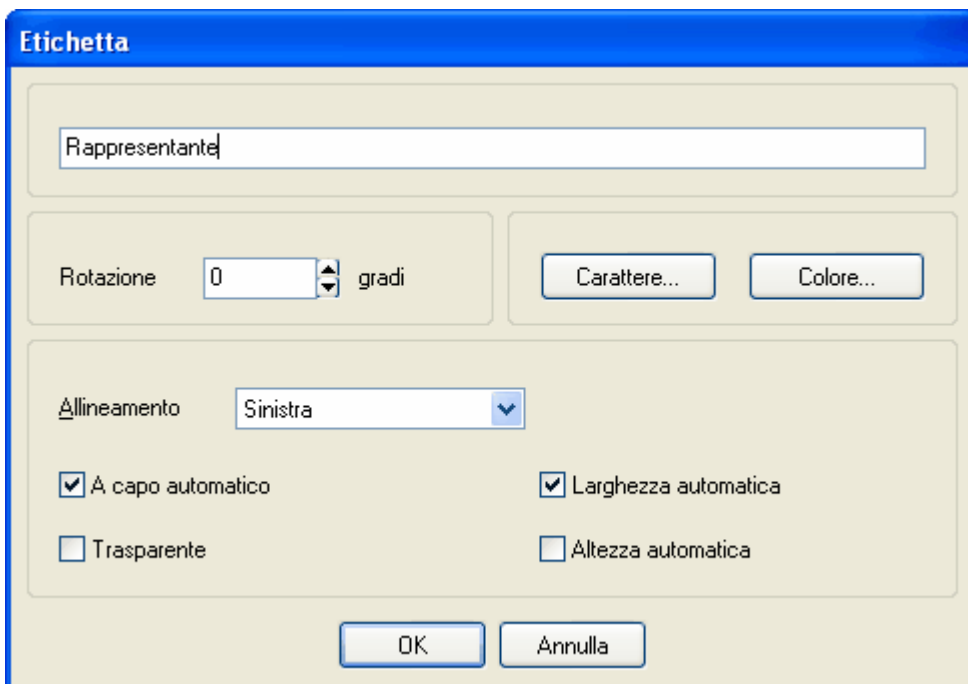 Etichetta
Rappresentante
Rotazione 0 gradi Carattere... Colore...
Allineamento Sinistra
A capo automatico Larghezza automatica
Trasparente Altezza automatica
OK Annulla